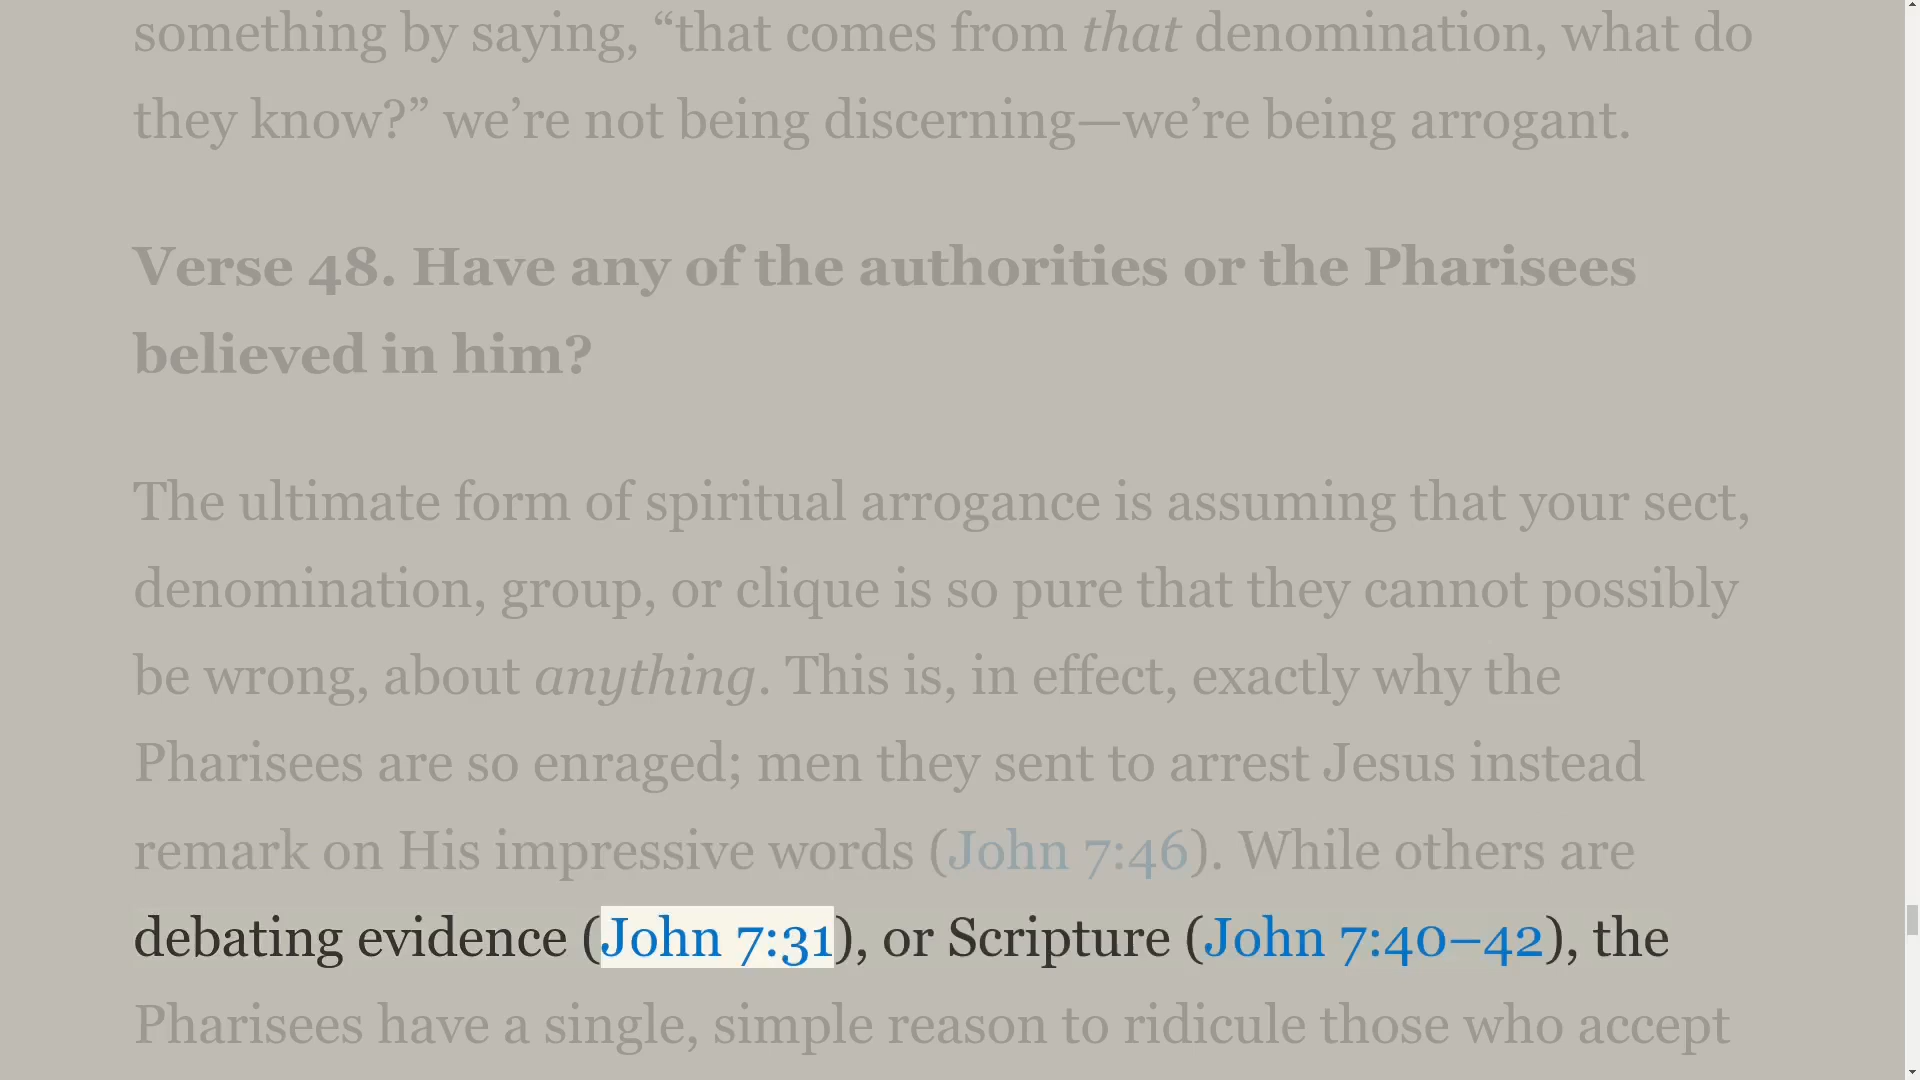 something by saying, “that comes from that denomination, what do
they know?” we’re not being discerning—we’re being arrogant.
Verse 48. Have any of the authorities or the Pharisees
believed in him?
The ultimate form of spiritual arrogance is assuming that your sect,
denomination, group, or clique is so pure that they cannot possibly
be wrong, about anything. This is, in effect, exactly why the
Pharisees are so enraged; men they sent to arrest Jesus instead
remark on His impressive words (John 7:46). While others are
debating evidence (John 7:31), or Scripture (John 7:40–42), the
Pharisees have a single, simple reason to ridicule those who accept